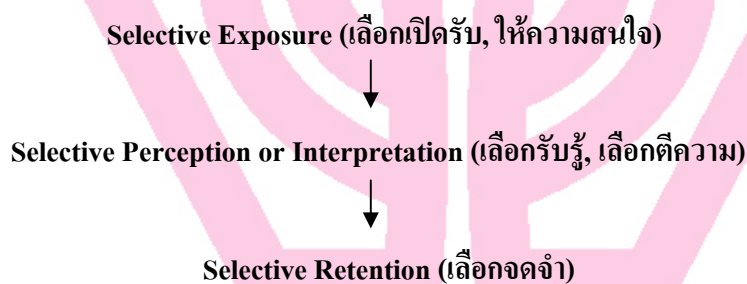 Selective Exposure (เลือกเปิดรับ, ให้ความสนใจ)
Selective Perception or Interpretation (เลือกรับรู้, เลือกตีความ)
Selective Retention (เลือกจดจำ)